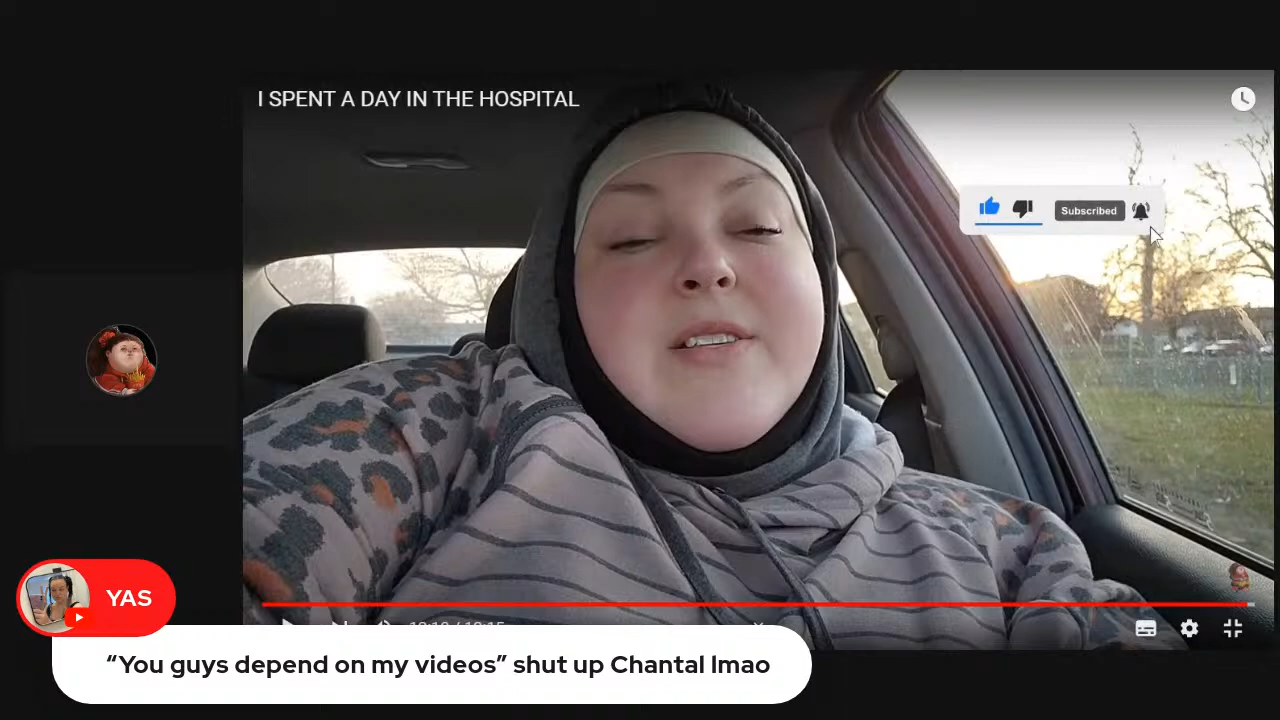 I SPENT A DAY IN THE HOSPITAL
Subscribed
YAS
“You guys depend on my videos” shut up Chantal lmao